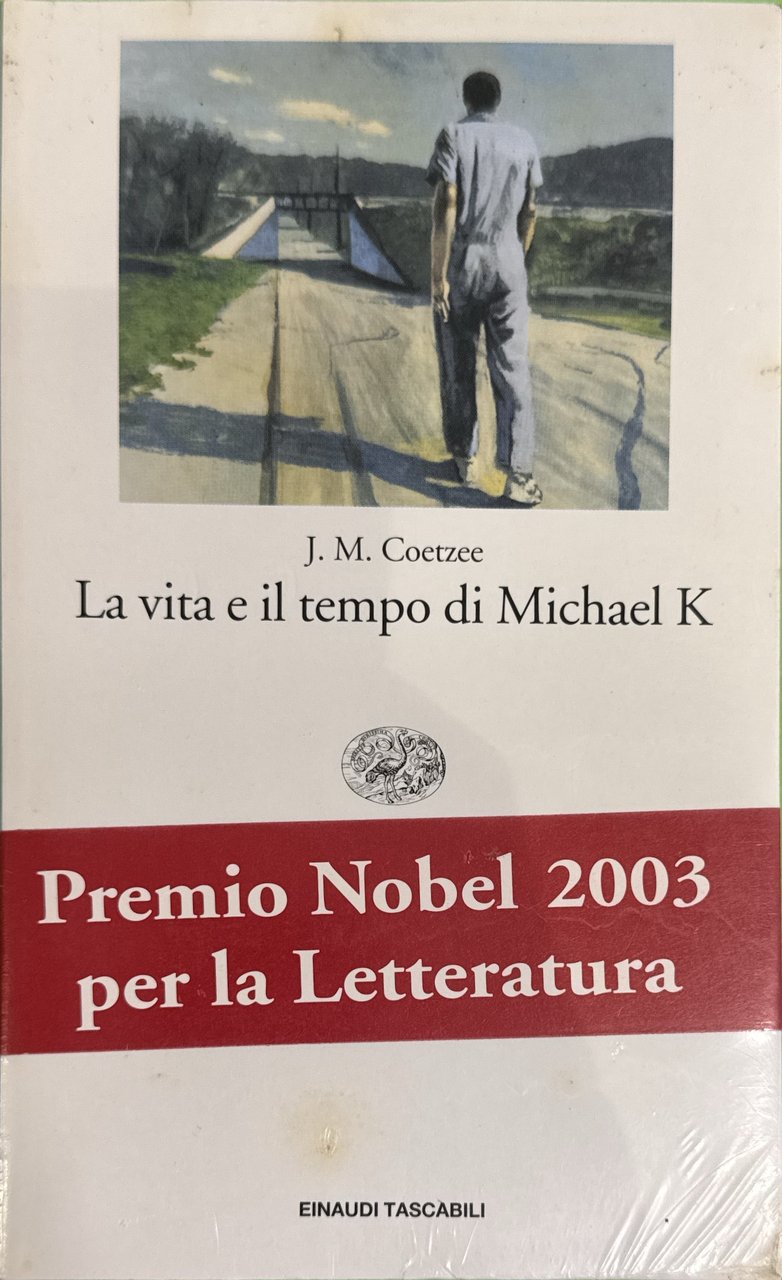 J. M. Coetzee
La vita e il tempo di Michael K
Premio Nobel 2003
per la Letteratura
EINAUDI TASCABILI